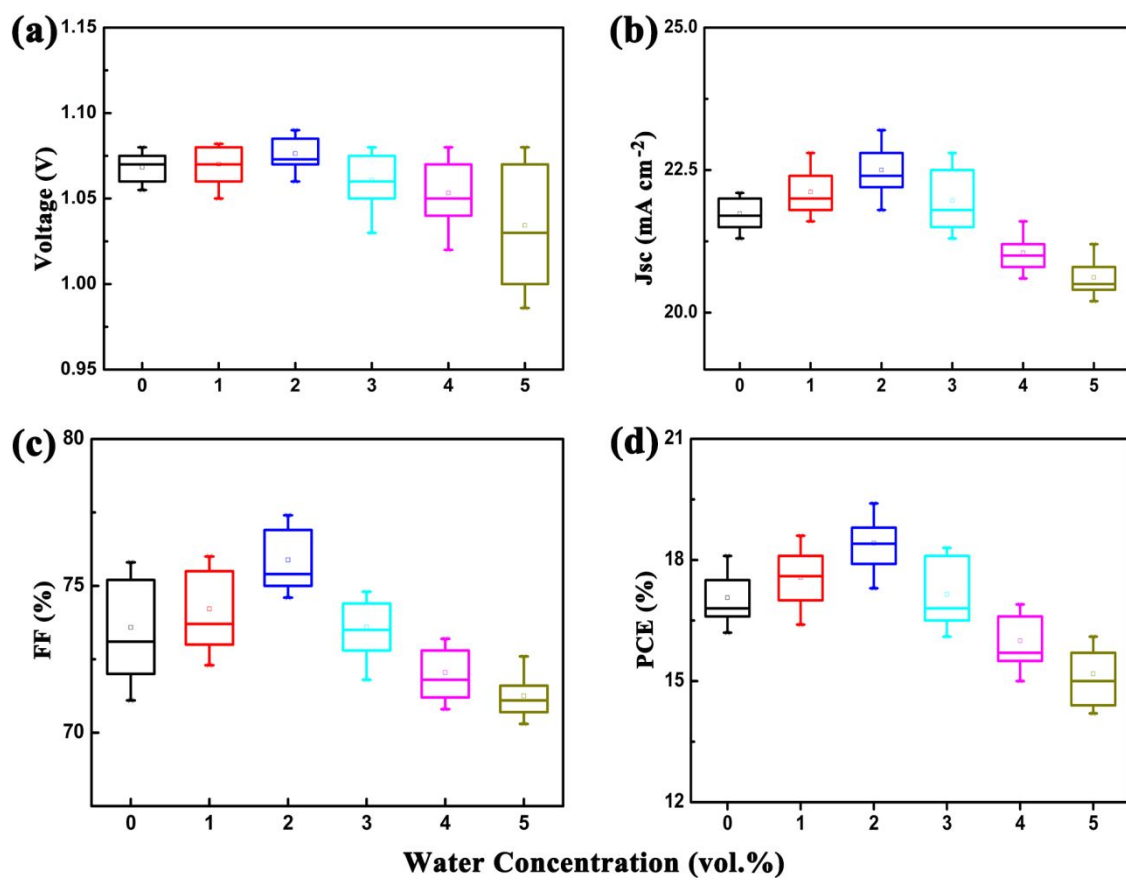 (a)
1.15
1.10
1.05
1.00
0.95
Voltage (V)
0 1 2 3 4 5
(b)
25.0
22.5
20.0
Jsc (mA cm⁻²)
0 1 2 3 4 5
(c)
80
75
70
FF (%)
0 1 2 3 4 5
(d)
21
18
15
12
PCE (%)
0 1 2 3 4 5
Water Concentration (vol.%)